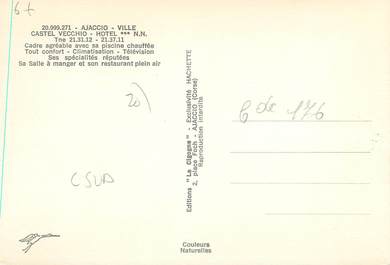 6+
20.999.271 - AJACCIO - VILLE
CASTEL VECCHIO - HOTEL *** N.N.
Tne 21.31.12 - 21.37.11
Cadre agréable avec sa piscine chauffée
Tout confort - Climatisation - Télévision
Ses spécialités réputées
Sa Salle à manger et son restaurant plein air
20)
CSUD
Editions "La Cigogne" - Exclusivité HACHETTE
2, place Foch - AJACCIO (Corse)
Reproduction interdite
176
Couleurs
Naturelles